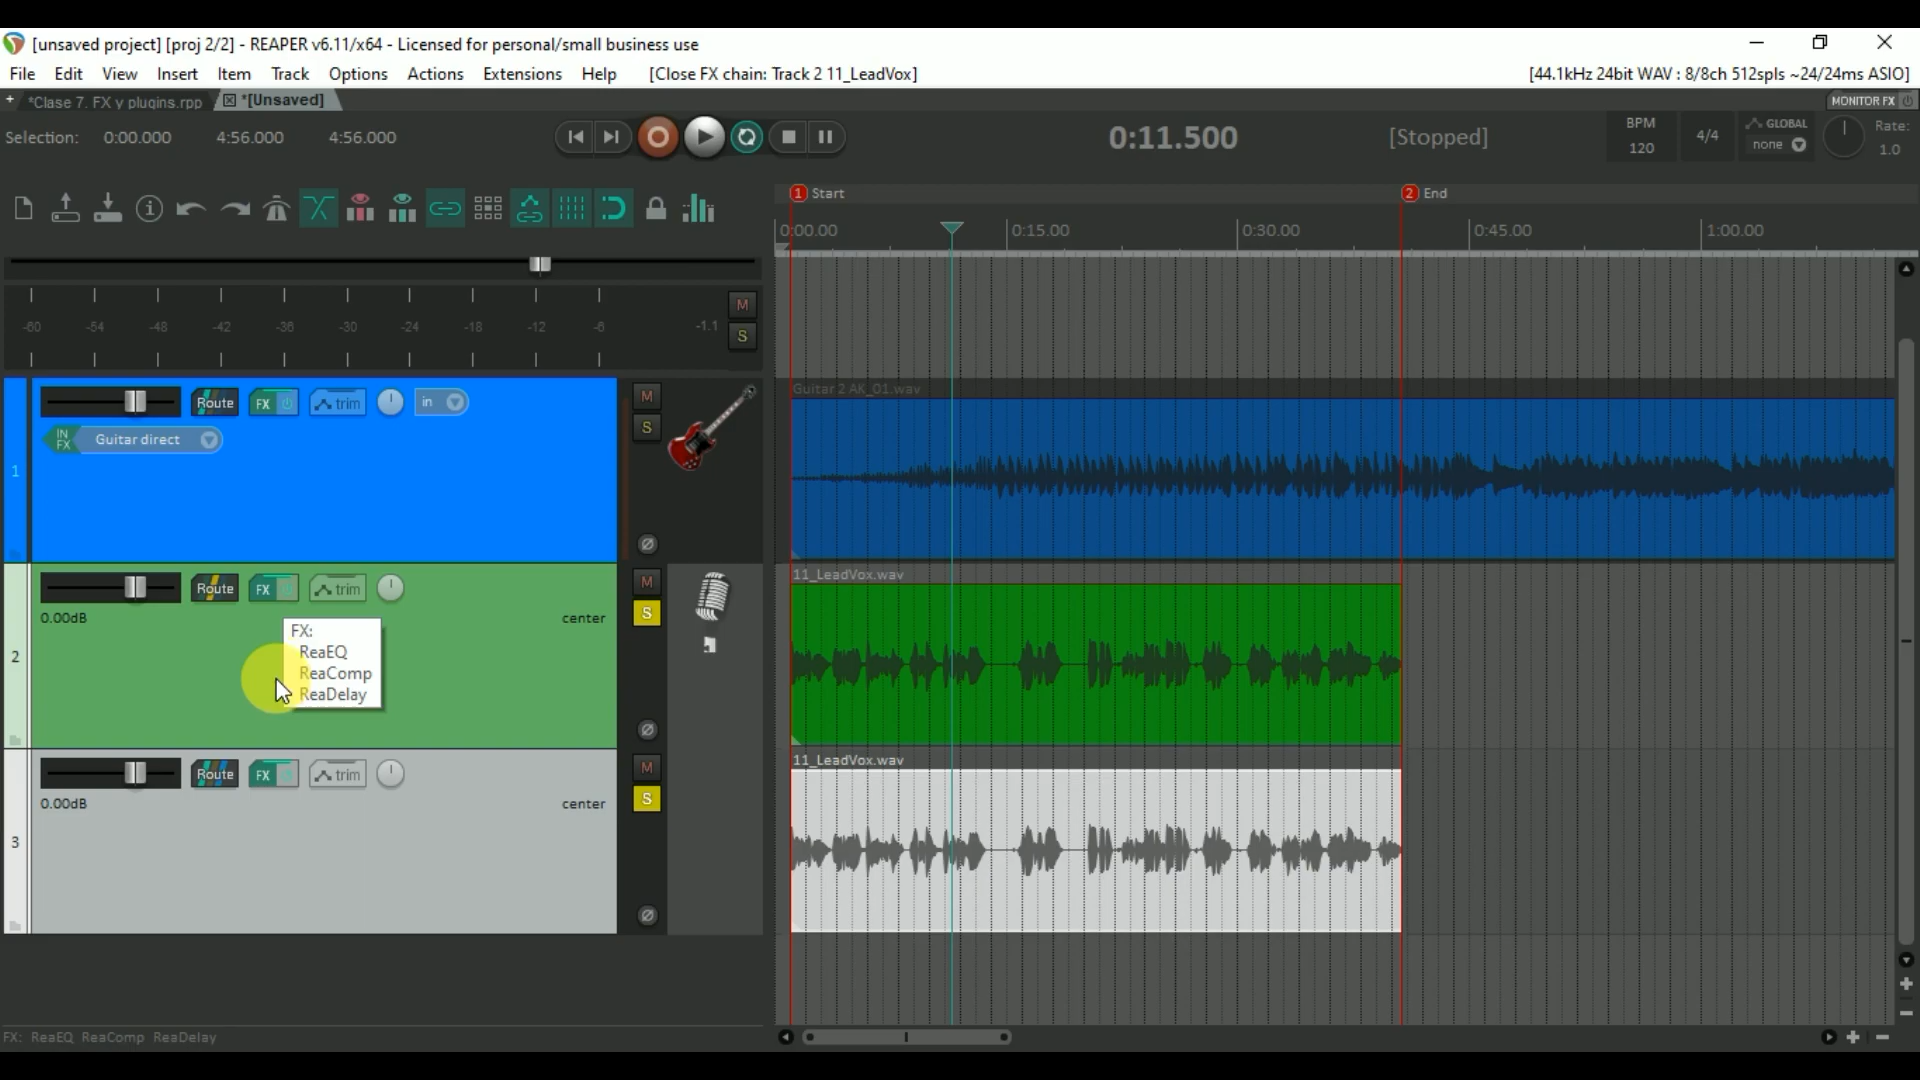 [unsaved project] [proj 2/2] - REAPER v6.11/x64 - Licensed for personal/small business use
File Edit View Insert Item Track Options Actions Extensions Help [Close FX chain: Track 2 11_LeadVox] [44.1kHz 24bit WAV : 8/8ch 512spls ~24/24ms ASIO]
+ *Clase 7. FX y plugins.rpp *[Unsaved] MONITOR FX
Selection: 0:00.000 4:56.000 4:56.000 0:11.500 [Stopped] BPM 120 4/4 GLOBAL none Rate: 1.0
1 Start 2 End
0:00.00 0:15.00 0:30.00 0:45.00 1:00.00
-60 -54 -48 -42 -36 -30 -24 -18 -12 -6 -1.1 M S
Guitar 2 AK_01.wav
Route FX trim in M
IN FX Guitar direct S
1
11_LeadVox.wav
Route FX trim M
0.00dB center S
FX:
ReaEQ
ReaComp
ReaDelay
2
11_LeadVox.wav
Route FX trim M
0.00dB center S
3
FX: ReaEQ ReaComp ReaDelay